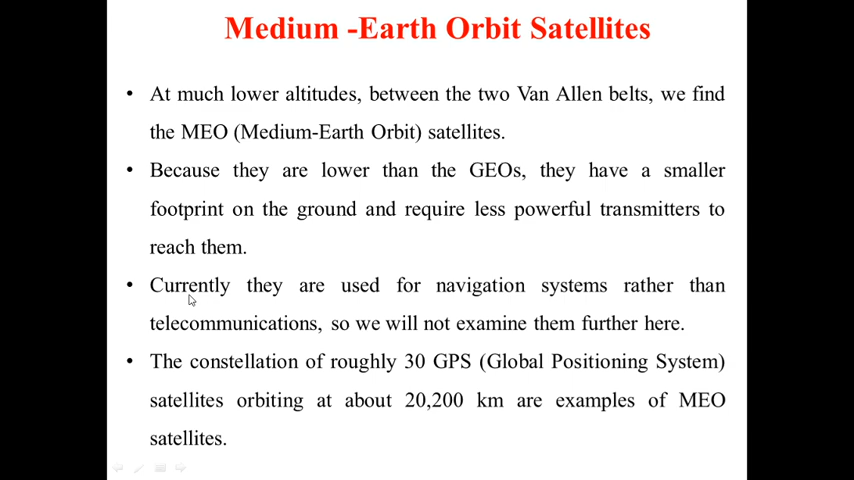 Medium -Earth Orbit Satellites
• At much lower altitudes, between the two Van Allen belts, we find
the MEO (Medium-Earth Orbit) satellites.
• Because they are lower than the GEOs, they have a smaller
footprint on the ground and require less powerful transmitters to
reach them.
• Currently they are used for navigation systems rather than
telecommunications, so we will not examine them further here.
• The constellation of roughly 30 GPS (Global Positioning System)
satellites orbiting at about 20,200 km are examples of MEO
satellites.